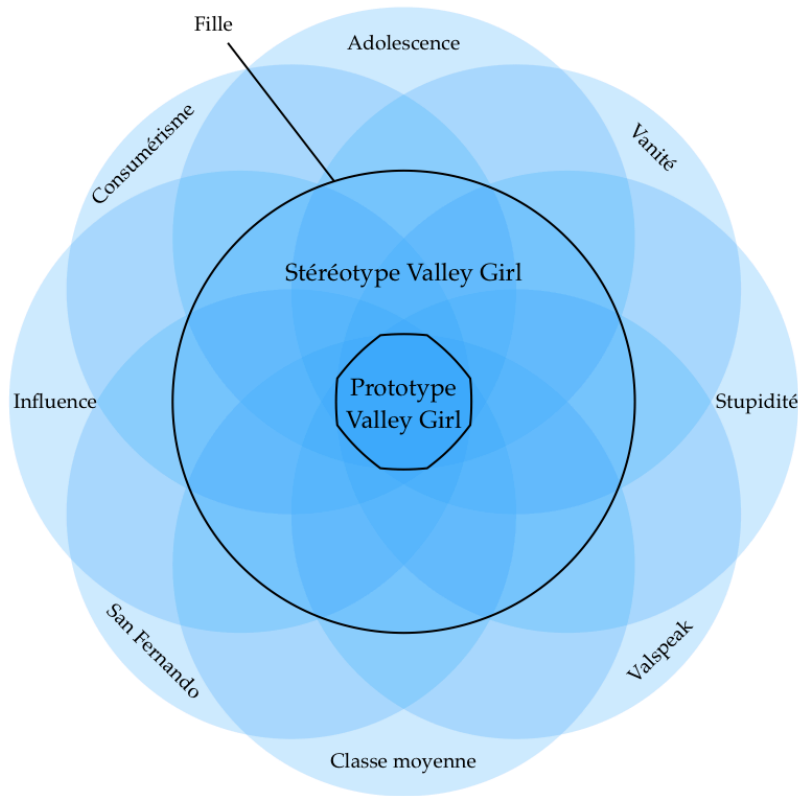 Fille
Adolescence
Consumérisme
Vanité
Stéréotype Valley Girl
Influence
Prototype
Valley Girl
Stupidité
San Fernando
Valspeak
Classe moyenne